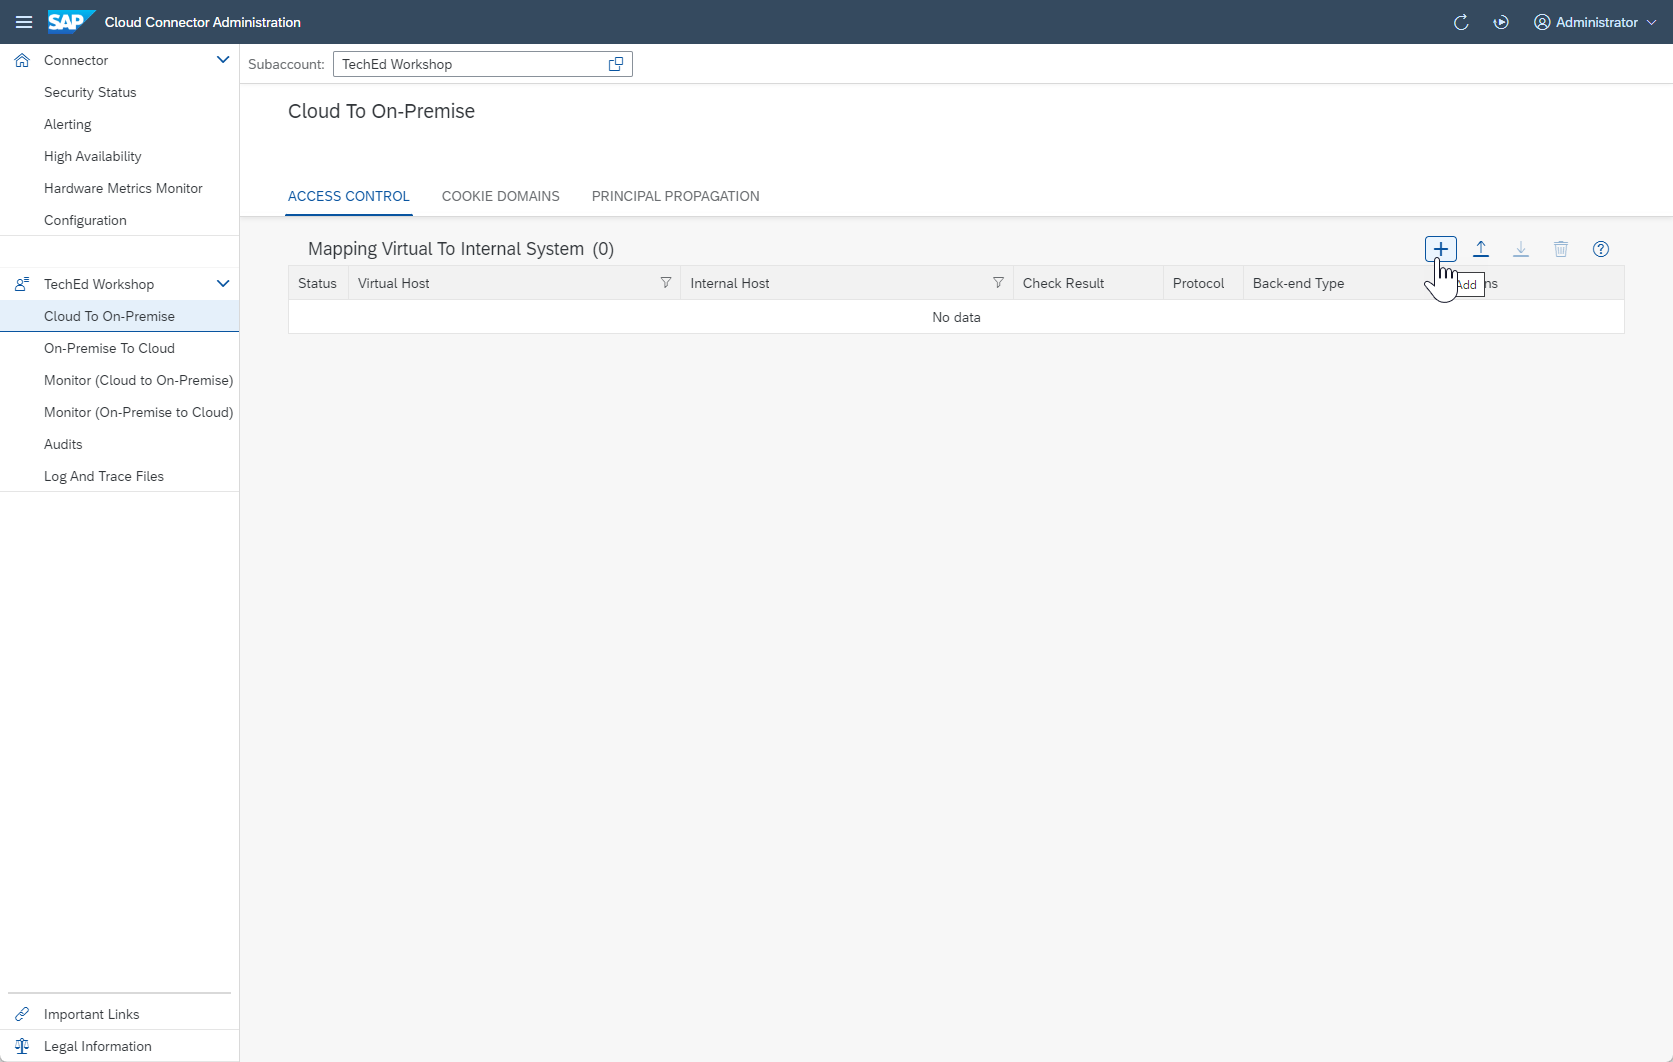 SAP Cloud Connector Administration
Administrator
Connector
Security Status
Alerting
High Availability
Hardware Metrics Monitor
Configuration
TechEd Workshop
Cloud To On-Premise
On-Premise To Cloud
Monitor (Cloud to On-Premise)
Monitor (On-Premise to Cloud)
Audits
Log And Trace Files
Important Links
Legal Information
Subaccount: TechEd Workshop
Cloud To On-Premise
ACCESS CONTROL COOKIE DOMAINS PRINCIPAL PROPAGATION
Mapping Virtual To Internal System (0)
Status Virtual Host Internal Host Check Result Protocol Back-end Type ns
Add
No data